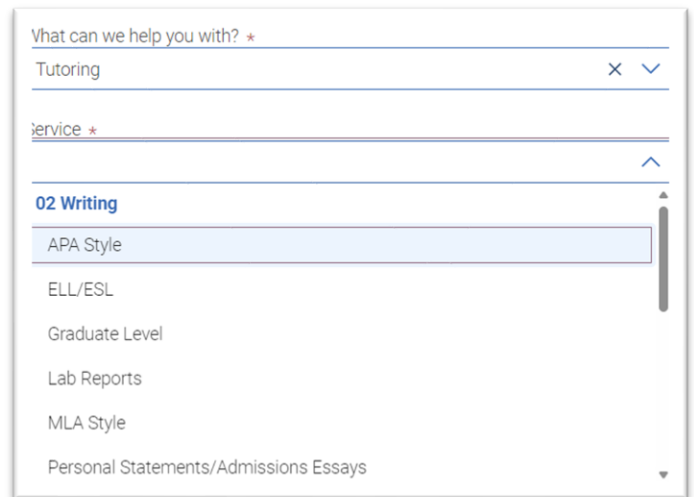 What can we help you with? *
Tutoring
Service *
02 Writing
APA Style
ELL/ESL
Graduate Level
Lab Reports
MLA Style
Personal Statements/Admissions Essays